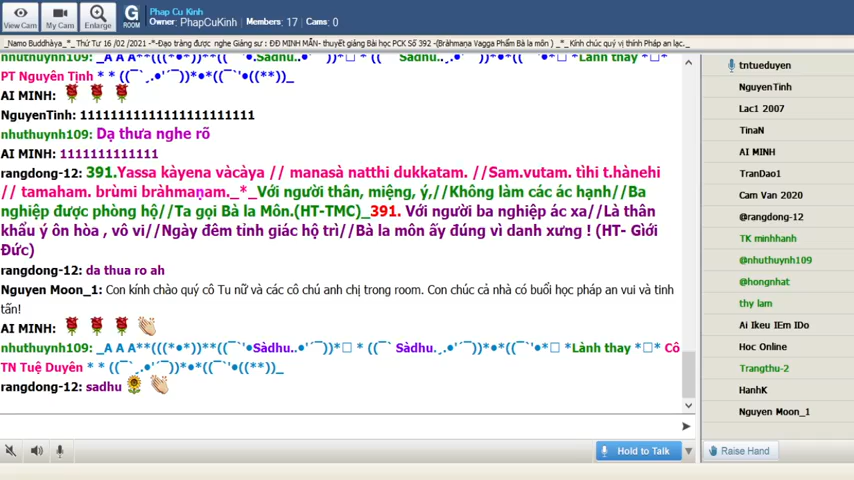 View Cam
My Cam
Enlarge
G
ROOM
Phap Cu Kinh
Owner: PhapCuKinh | Members: 17 | Cams: 0
_Namo Buddhàya_*_ Thứ Tư 16 /02 /2021 -*-Đạo tràng được nghe Giảng sư : ĐĐ MINH MẪN- thuyết giảng Bài học PCK Số 392 -(Bràhmaṇa Vagga Phẩm Bà la môn ) _*_ Kính chúc quý vị thính Pháp an lạc._
PT Nguyên Tịnh * * ((¯`·.•'´¯)*•*((¯`'•((**))_
AI MINH:
NguyenTinh: 11111111111111111111111111
nhuthuynh109: Dạ thưa nghe rõ
AI MINH: 1111111111111
rangdong-12: 391.Yassa kàyena vàcàya // manasà natthi dukkatam. //Sam.vutam. tìhi t.hànehi
// tamaham. brùmi bràhmaṇam._*_Với người thân, miệng, ý,//Không làm các ác hạnh//Ba
nghiệp được phòng hộ//Ta gọi Bà la Môn.(HT-TMC)_391. Với người ba nghiệp ác xa//Là thân
khẩu ý ôn hòa , vô vi//Ngày đêm tỉnh giác hộ trì//Bà la môn ấy đúng vì danh xưng ! (HT- Giới
Đức)
rangdong-12: da thua ro ah
Nguyen Moon_1: Con kính chào quý cô Tu nữ và các cô chú anh chị trong room. Con chúc cả nhà có buổi học pháp an vui và tinh
tấn!
AI MINH:
nhuthuynh109: _A A A**(((*•*))**((¯`'•Sàdhu..•'´¯))*□ * ((¯` Sàdhu.¸.•'´¯))*•*((¯`'•*□ *Lành thay *□* Cô
TN Tuệ Duyên * * ((¯`¸.•'´¯)*•*((¯`'•((**))_
rangdong-12: sadhu
Hold to Talk
Raise Hand
tntueduyen
NguyenTinh
Lac1 2007
TinaN
AI MINH
TranDao1
Cam Van 2020
@rangdong-12
TK minhhanh
@nhuthuynh109
@hongnhat
thy lam
Ai Ikeu IEm IDo
Hoc Online
Trangthu-2
HanhK
Nguyen Moon_1